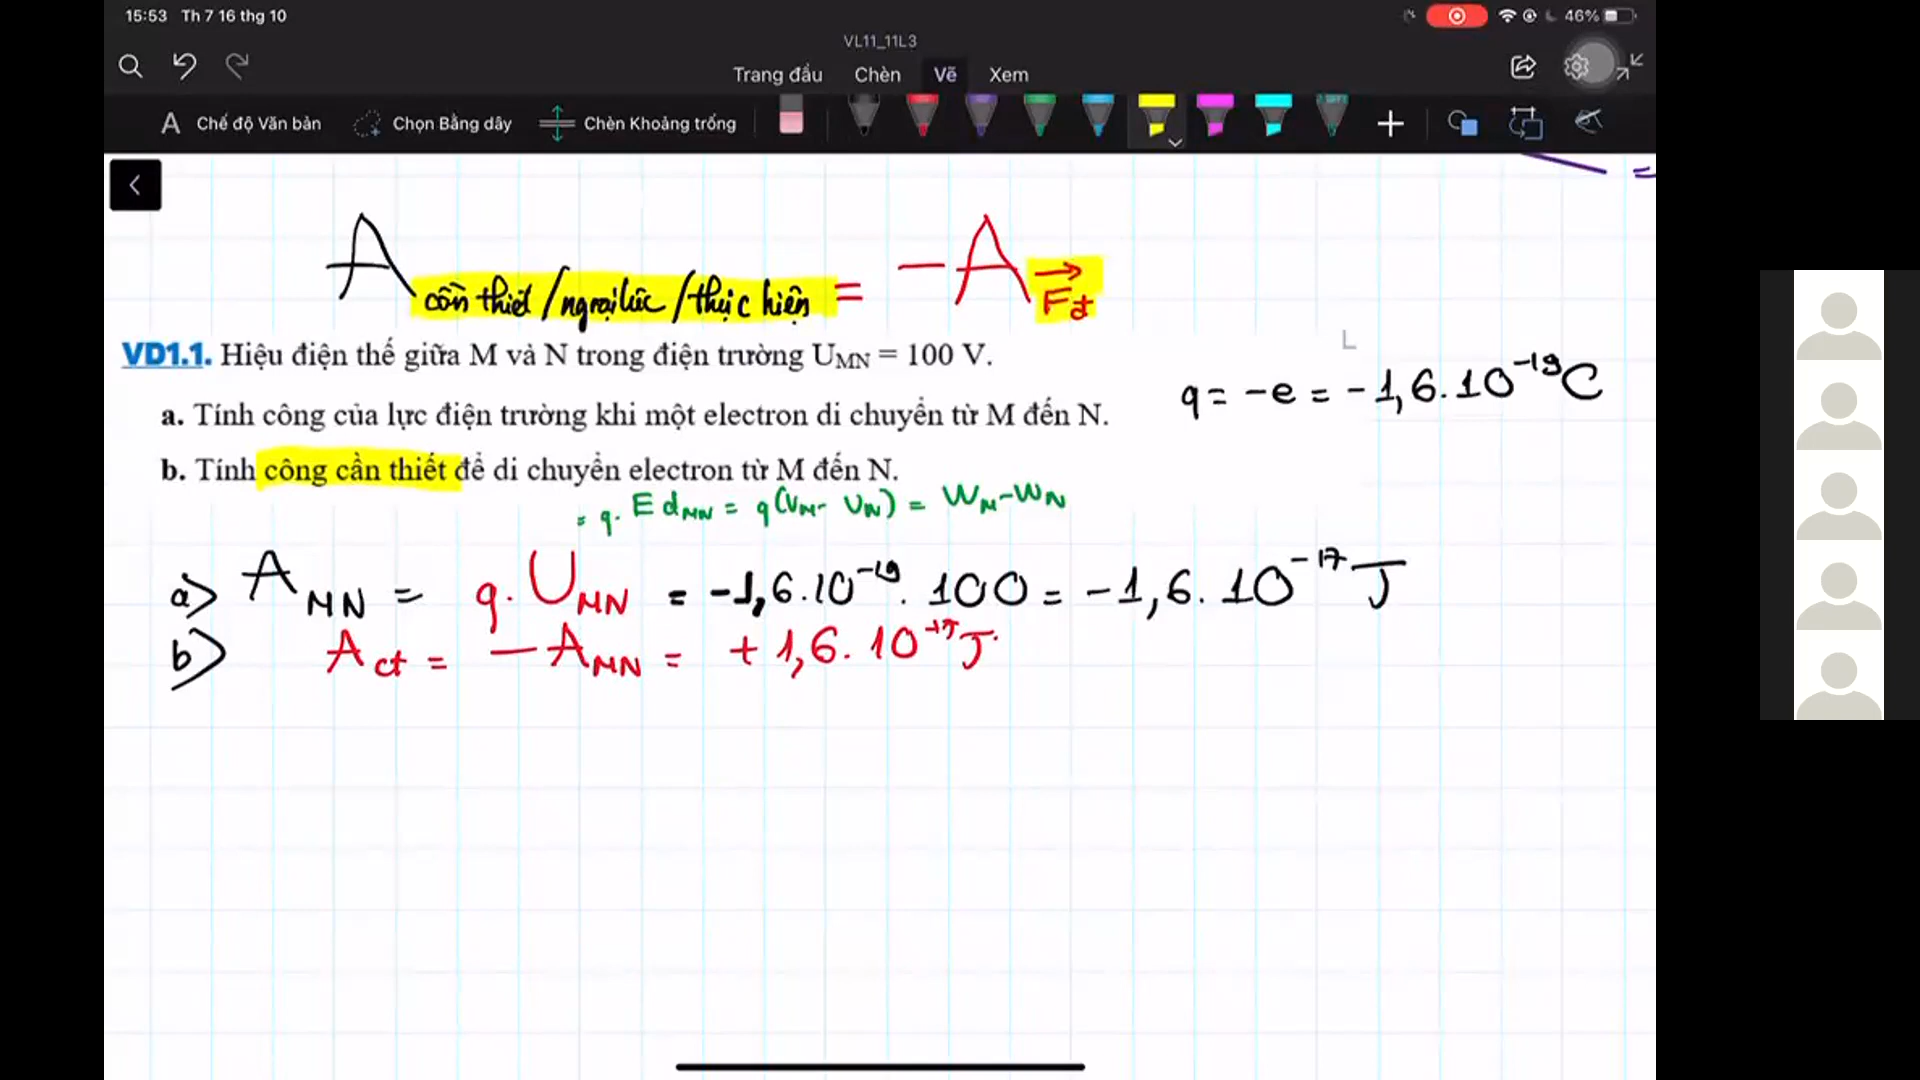 15:53 Th 7 16 thg 10
46%
VL11_11L3
Trang đầu Chèn Vẽ Xem
A Chế độ Văn bản Chọn Bằng dây Chèn Khoảng trống
A cần thiết/ngoại lực/thực hiện = -A F⃗đ
VD1.1. Hiệu điện thế giữa M và N trong điện trường UMN = 100 V.
q = -e = -1,6.10⁻¹⁹C
a. Tính công của lực điện trường khi một electron di chuyển từ M đến N.
b. Tính công cần thiết để di chuyển electron từ M đến N.
= q. E dMN = q(VM - VN) = WM - WN
a) AMN = q. UMN = -1,6.10⁻¹⁹. 100 = -1,6. 10⁻¹⁷ J
b) Act = -AMN = +1,6. 10⁻¹⁷J